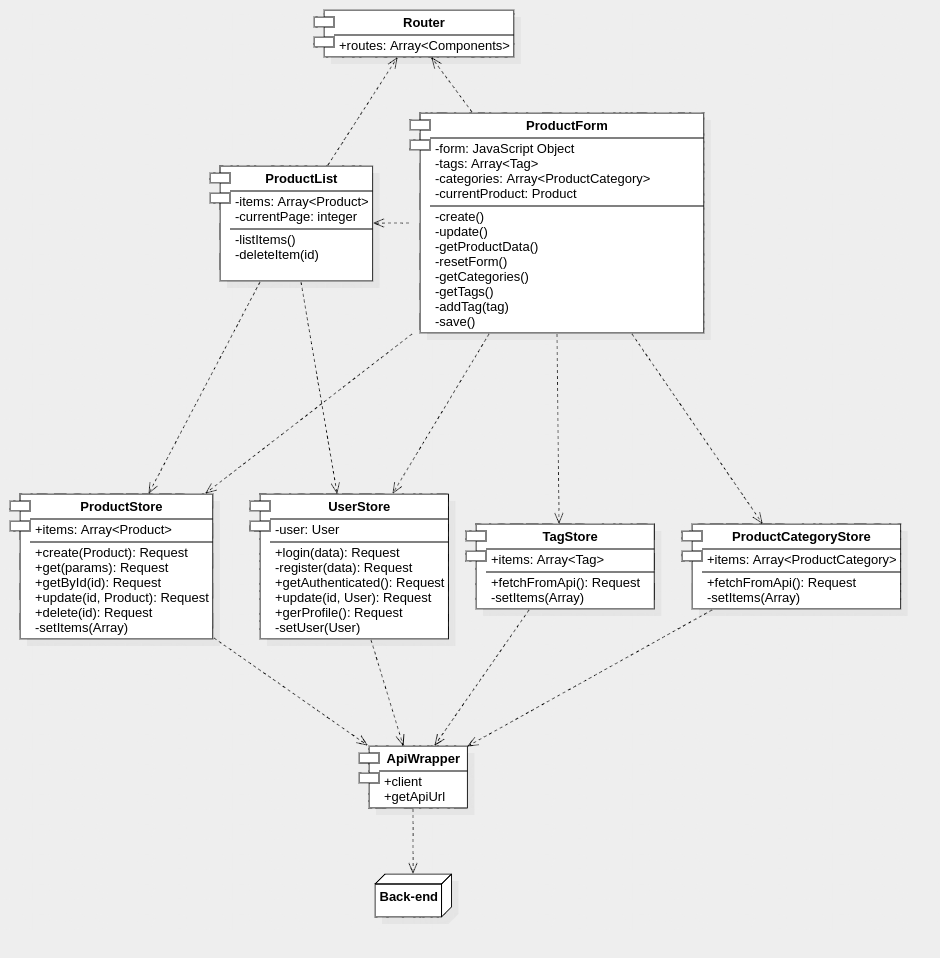 Router
+routes: Array<Components>
ProductForm
-form: JavaScript Object
-tags: Array<Tag>
-categories: Array<ProductCategory>
-currentProduct: Product
-create()
-update()
-getProductData()
-resetForm()
-getCategories()
-getTags()
-addTag(tag)
-save()
ProductList
-items: Array<Product>
-currentPage: integer
-listItems()
-deleteItem(id)
ProductStore
+items: Array<Product>
+create(Product): Request
+get(params): Request
+getById(id): Request
+update(id, Product): Request
+delete(id): Request
-setItems(Array)
UserStore
-user: User
+login(data): Request
-register(data): Request
+getAuthenticated(): Request
+update(id, User): Request
+gerProfile(): Request
-setUser(User)
TagStore
+items: Array<Tag>
+fetchFromApi(): Request
-setItems(Array)
ProductCategoryStore
+items: Array<ProductCategory>
+fetchFromApi(): Request
-setItems(Array)
ApiWrapper
+client
+getApiUrl
Back-end